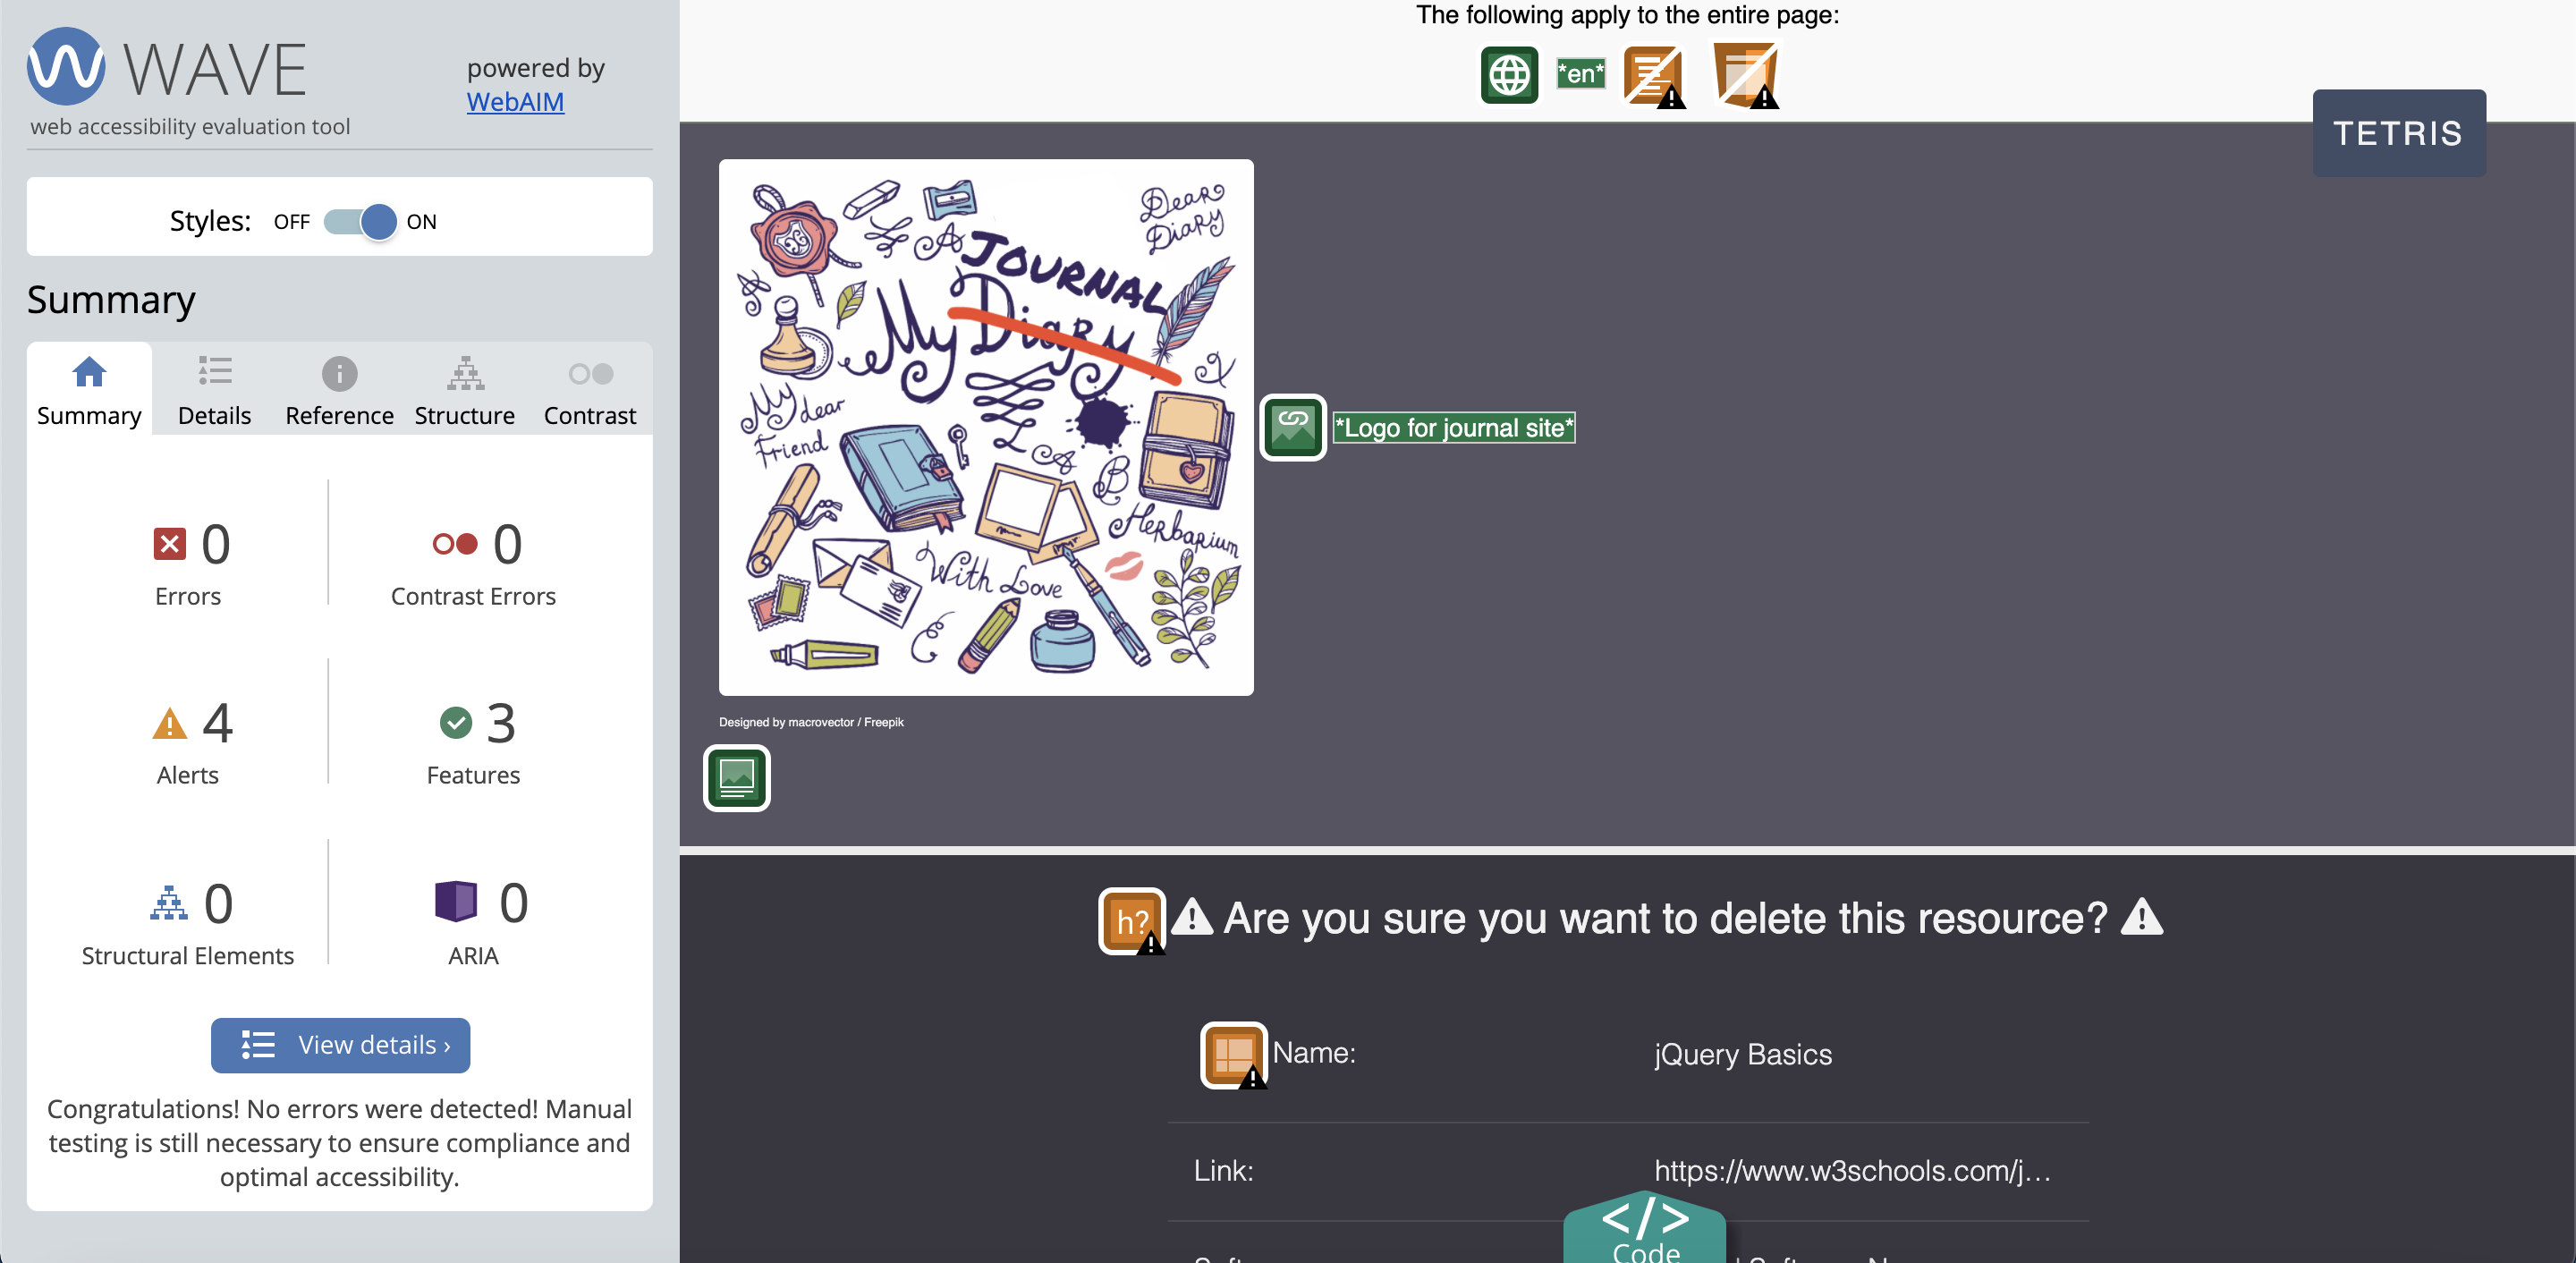 WAVE
web accessibility evaluation tool
powered by
WebAIM
Styles: OFF ON
Summary
Summary Details Reference Structure Contrast
0 Errors
0 Contrast Errors
4 Alerts
3 Features
0 Structural Elements
0 ARIA
View details ›
Congratulations! No errors were detected! Manual
testing is still necessary to ensure compliance and
optimal accessibility.
The following apply to the entire page:
*en*
TETRIS
Dear
Diary
A
JOURNAL
My Diary
My dear
Friend
A
B
Herbarium
With Love
*Logo for journal site*
Designed by macrovector / Freepik
h? Are you sure you want to delete this resource?
Name: jQuery Basics
Link: https://www.w3schools.com/j...
</>
Code